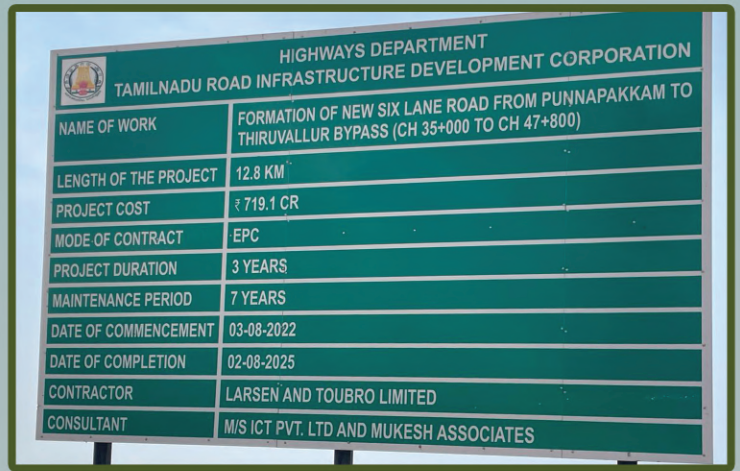 HIGHWAYS DEPARTMENT
TAMILNADU ROAD INFRASTRUCTURE DEVELOPMENT CORPORATION
NAME OF WORK
FORMATION OF NEW SIX LANE ROAD FROM PUNNAPAKKAM TO
THIRUVALLUR BYPASS (CH 35+000 TO CH 47+800)
LENGTH OF THE PROJECT 12.8 KM
PROJECT COST ₹ 719.1 CR
MODE OF CONTRACT EPC
PROJECT DURATION 3 YEARS
MAINTENANCE PERIOD 7 YEARS
DATE OF COMMENCEMENT 03-08-2022
DATE OF COMPLETION 02-08-2025
CONTRACTOR LARSEN AND TOUBRO LIMITED
CONSULTANT M/S ICT PVT. LTD AND MUKESH ASSOCIATES